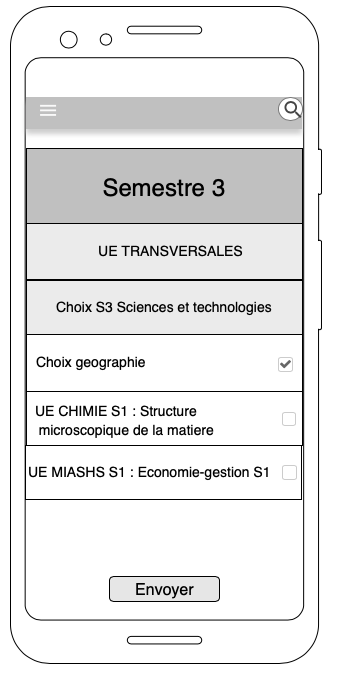 Semestre 3
UE TRANSVERSALES
Choix S3 Sciences et technologies
Choix geographie
UE CHIMIE S1 : Structure
microscopique de la matiere
UE MIASHS S1 : Economie-gestion S1
Envoyer